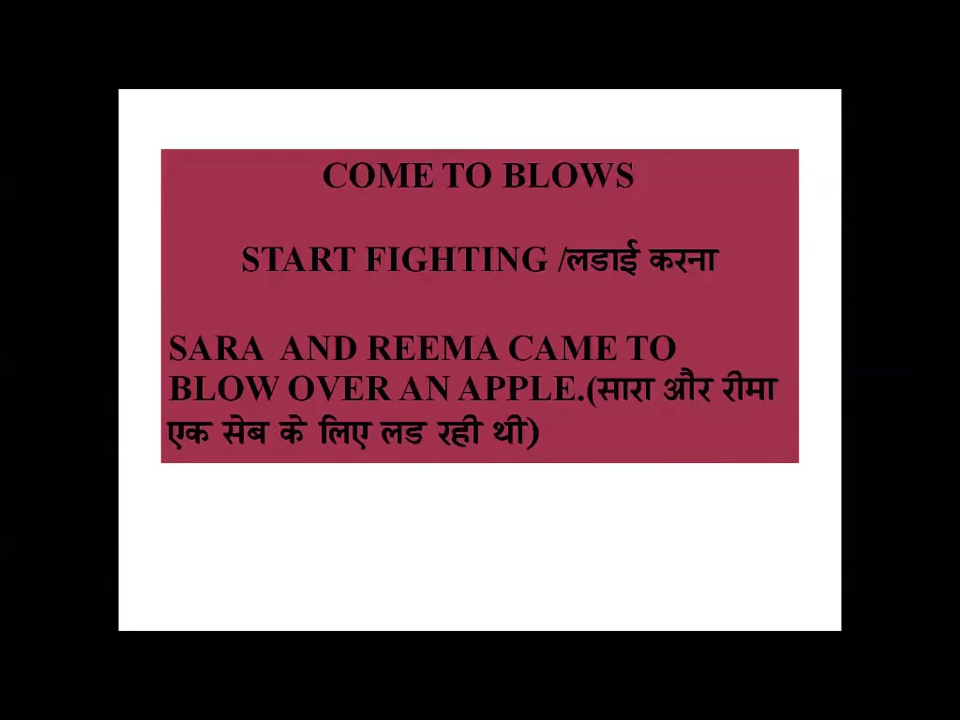 COME TO BLOWS
START FIGHTING /लडाई करना
SARA AND REEMA CAME TO
BLOW OVER AN APPLE.(सारा और रीमा
एक सेब के लिए लड रही थी)